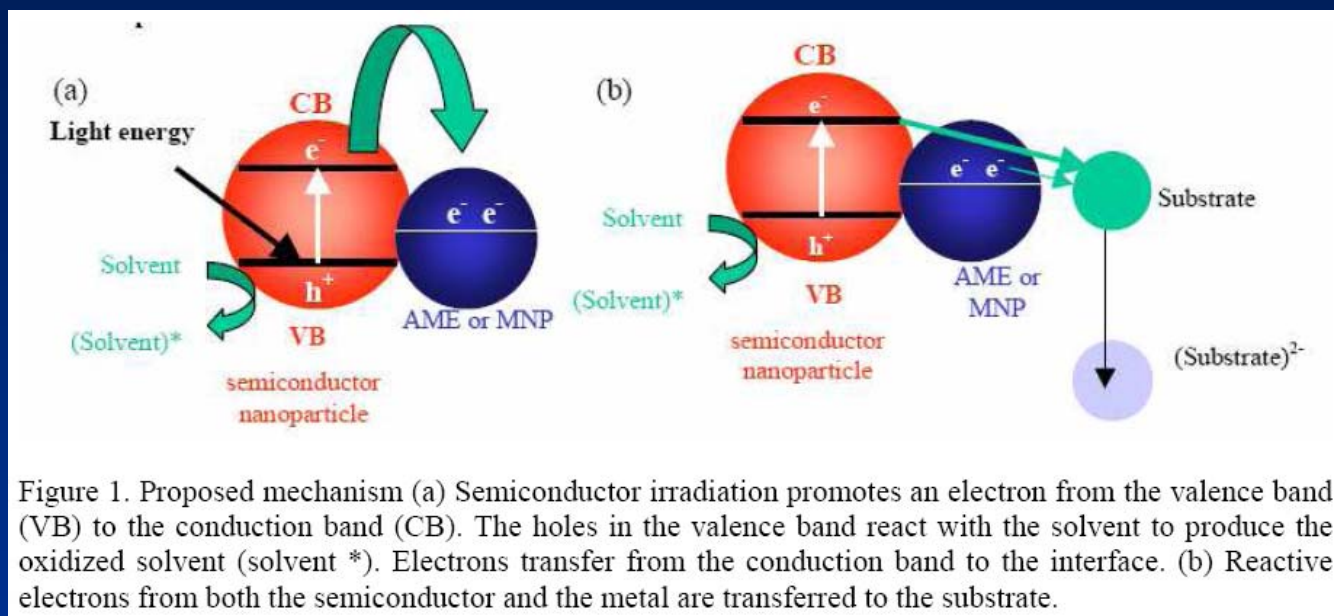 (a)
Light energy
CB
e⁻
e⁻ e⁻
Solvent
h⁺
(Solvent)*
VB
AME or MNP
semiconductor
nanoparticle
(b)
CB
e⁻
e⁻ e⁻
Substrate
Solvent
h⁺
(Solvent)*
VB
AME or
MNP
semiconductor
nanoparticle
(Substrate)²⁻
Figure 1. Proposed mechanism (a) Semiconductor irradiation promotes an electron from the valence band
(VB) to the conduction band (CB). The holes in the valence band react with the solvent to produce the
oxidized solvent (solvent *). Electrons transfer from the conduction band to the interface. (b) Reactive
electrons from both the semiconductor and the metal are transferred to the substrate.